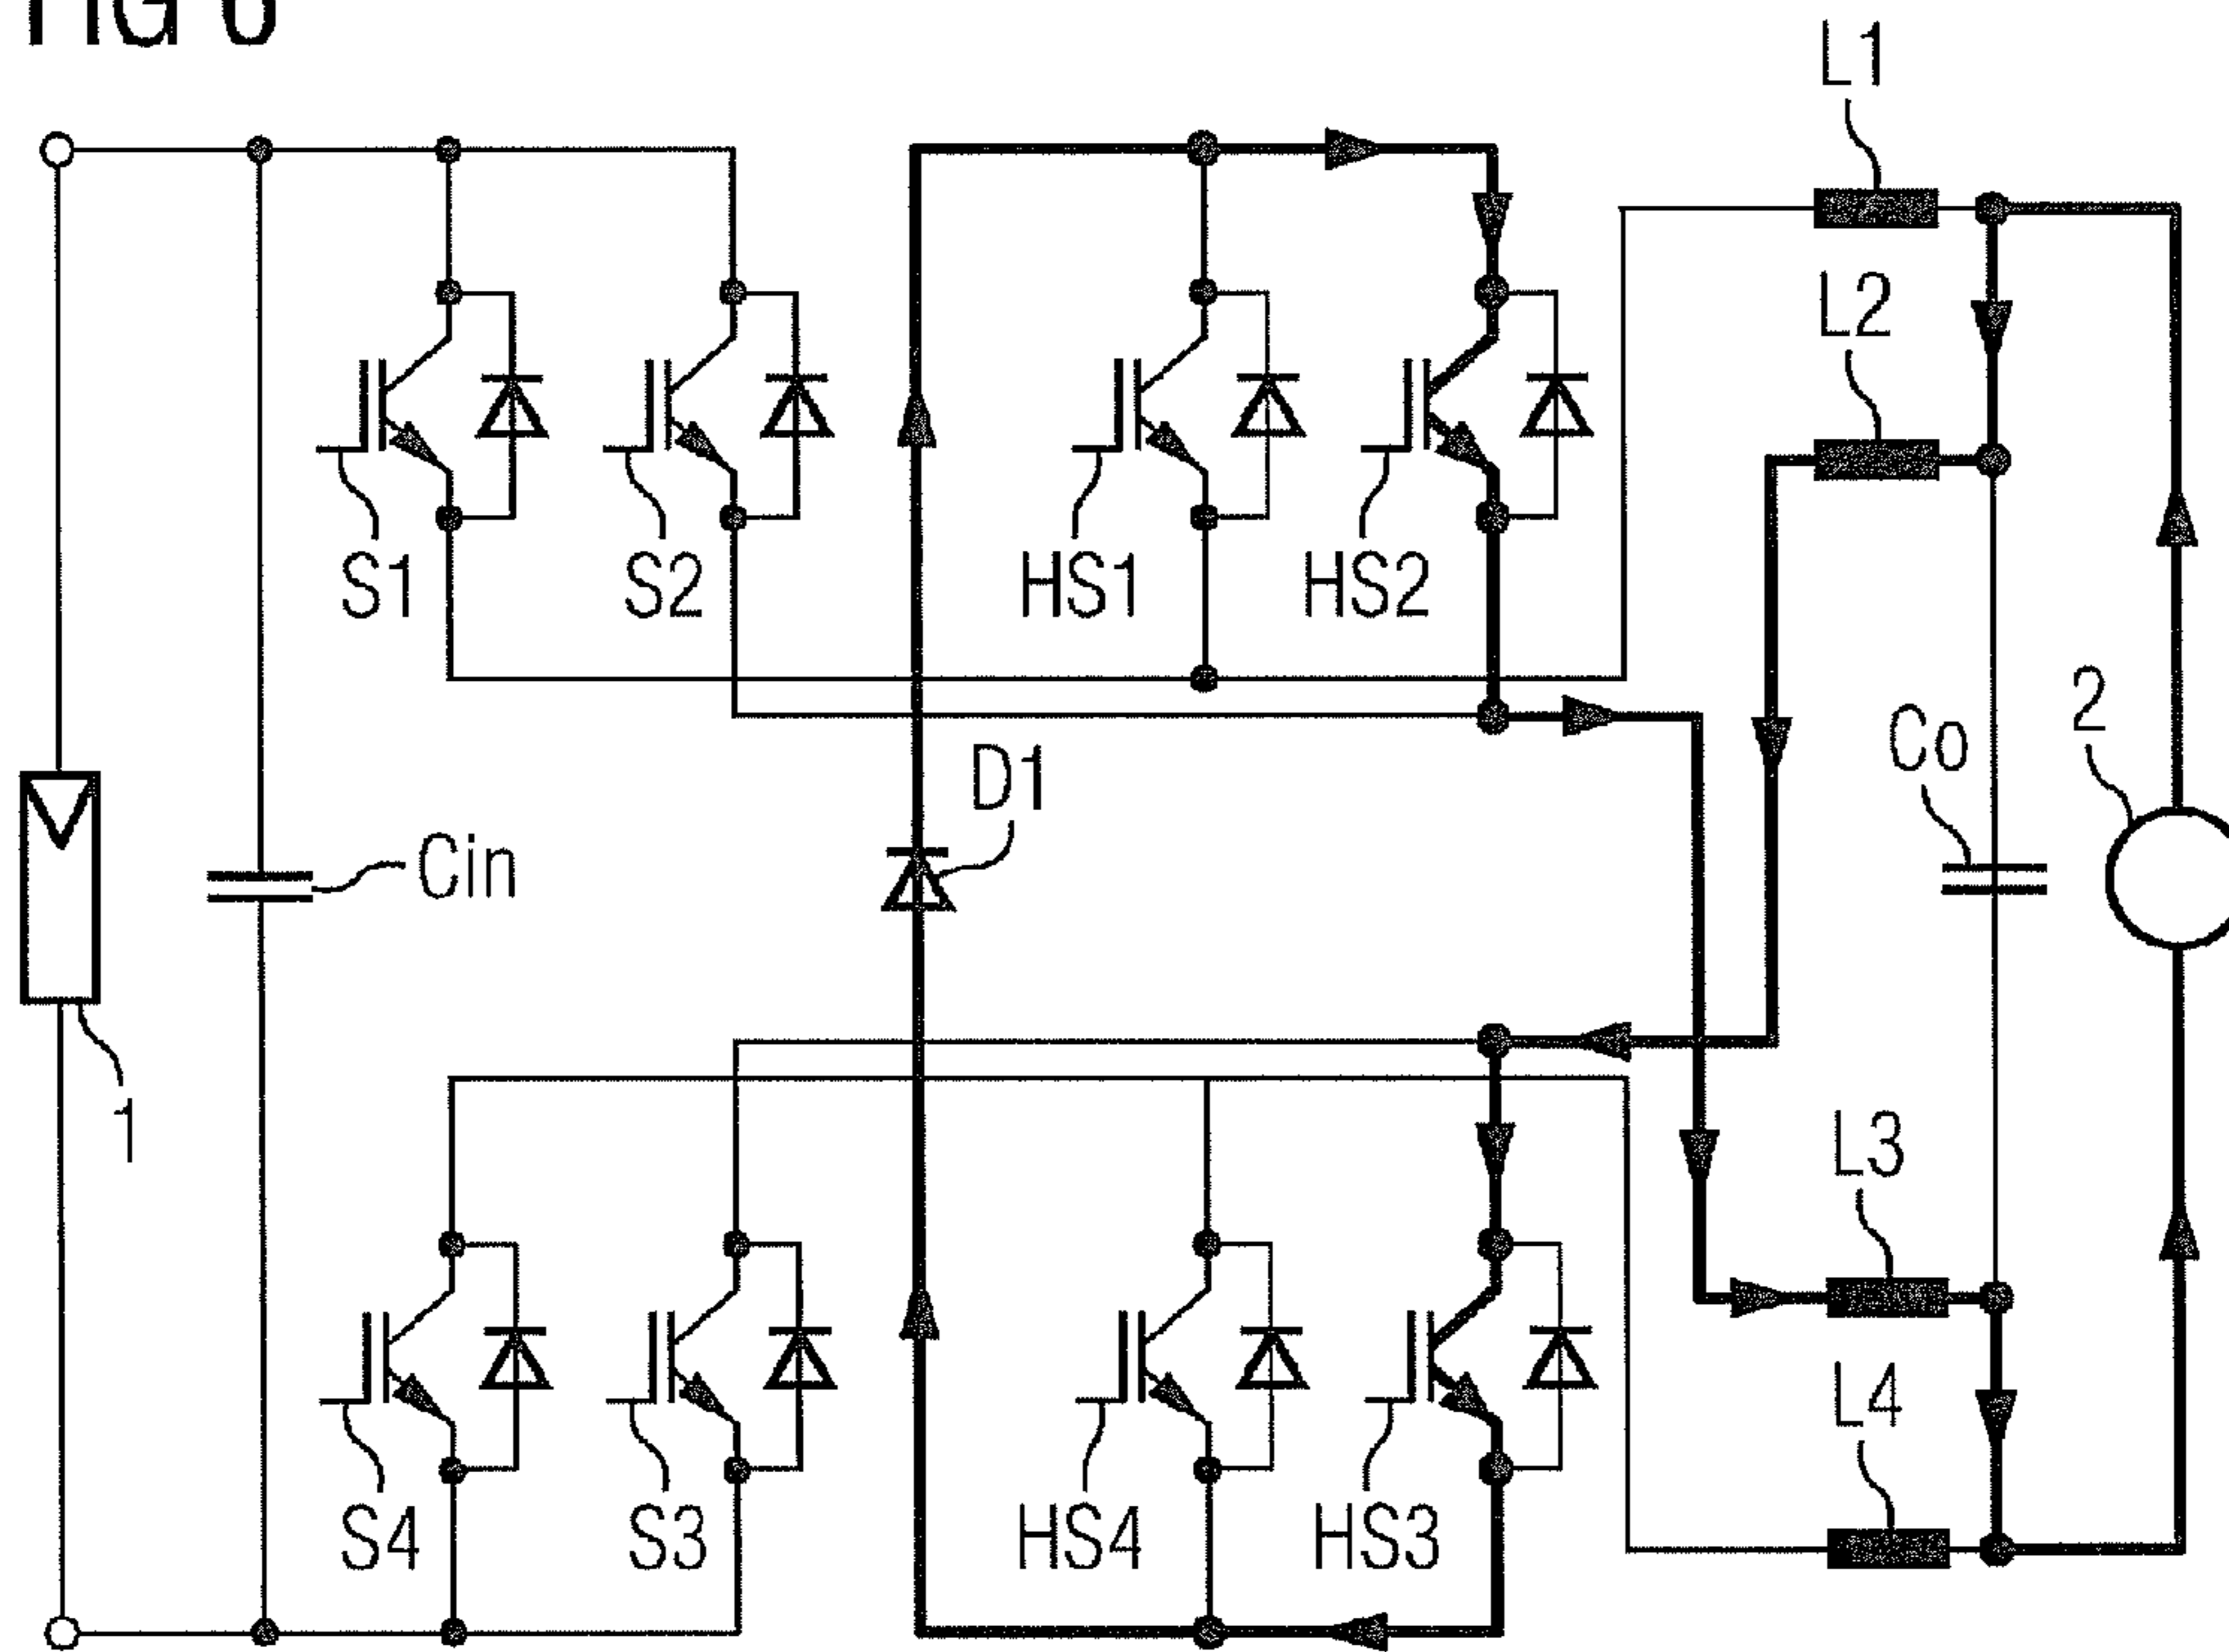 FIG 6
L1
L2
S1 S2 HS1 HS2
D1 Co 2
Cin
1
L3
L4
S4 S3 HS4 HS3